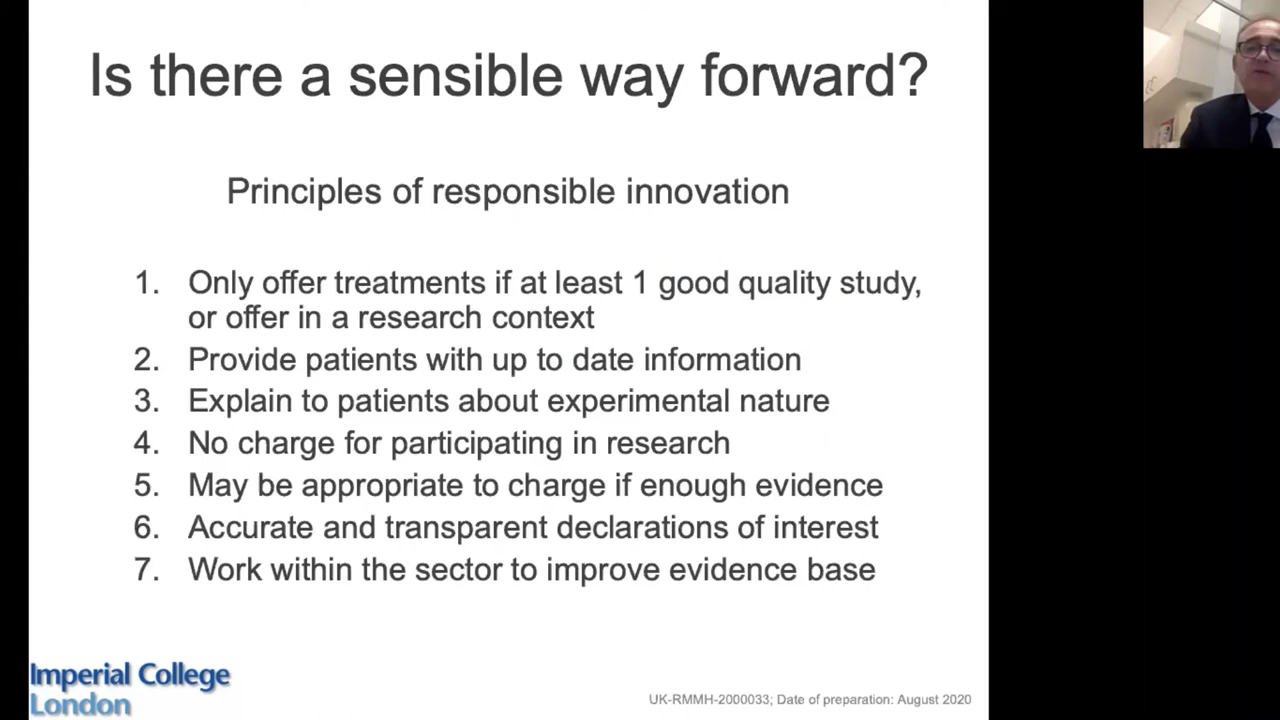 Is there a sensible way forward?
Principles of responsible innovation
1. Only offer treatments if at least 1 good quality study,
or offer in a research context
2. Provide patients with up to date information
3. Explain to patients about experimental nature
4. No charge for participating in research
5. May be appropriate to charge if enough evidence
6. Accurate and transparent declarations of interest
7. Work within the sector to improve evidence base
Imperial College
London
UK-RMMH-2000033; Date of preparation: August 2020